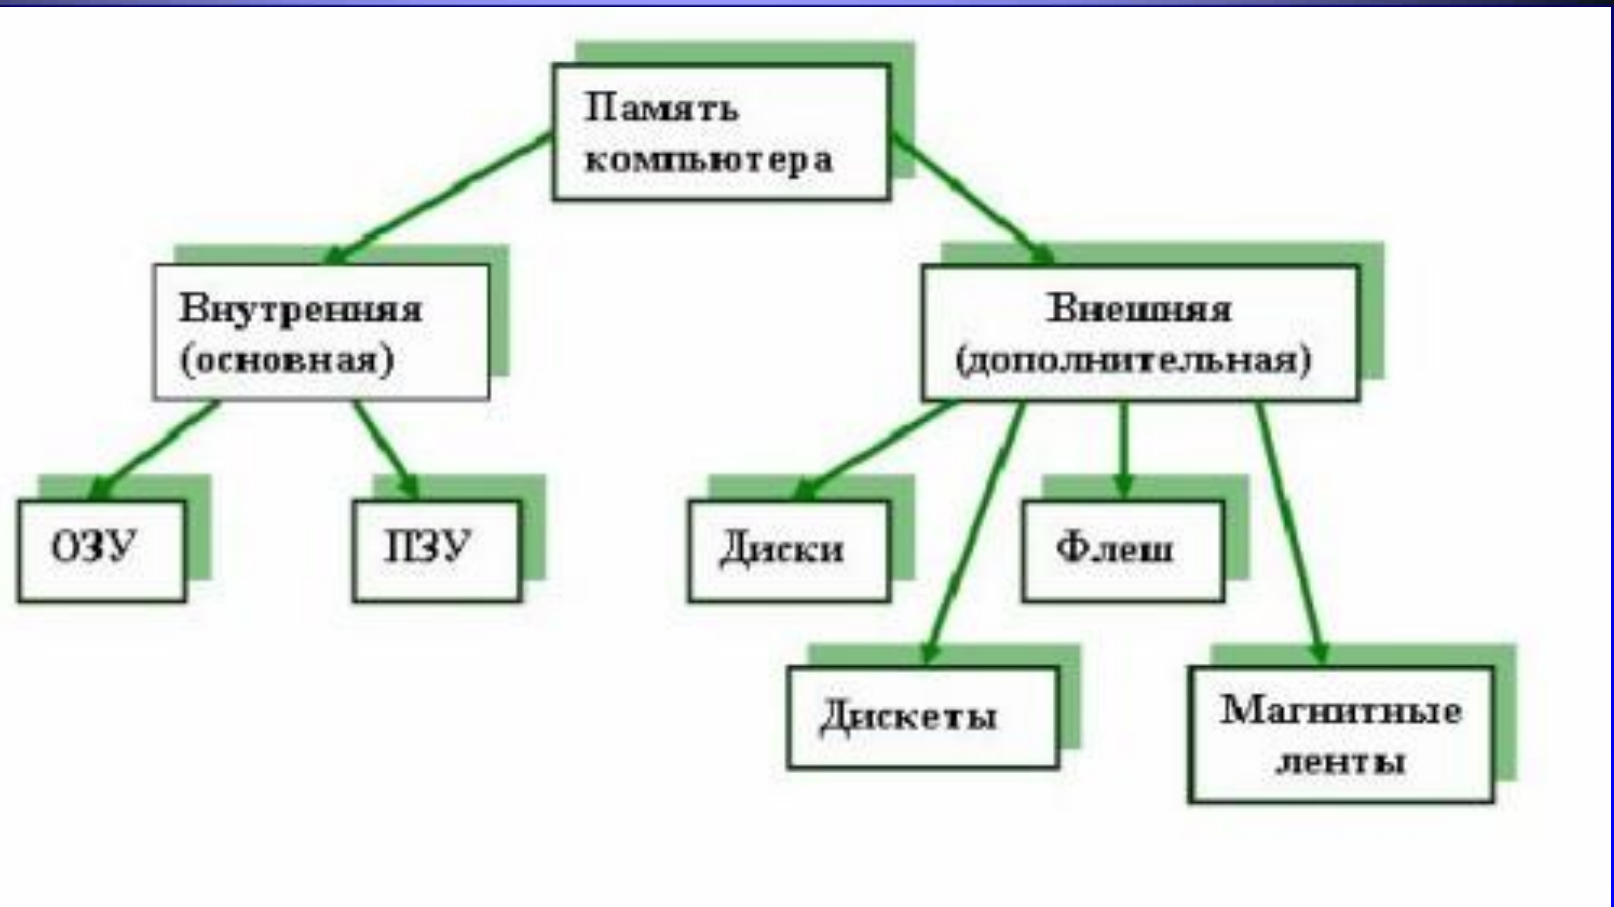 Память
компьютера
Внутренняя
(основная)
Внешняя
(дополнительная)
ОЗУ
ПЗУ
Диски
Флеш
Дискеты
Магнитные
ленты